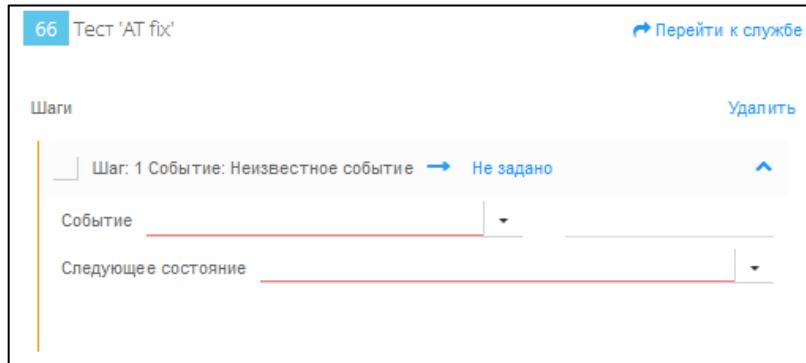 66 Тест 'AT fix' Перейти к службе
Шаги Удалить
Шаг: 1 Событие: Неизвестное событие → Не задано
Событие
Следующее состояние